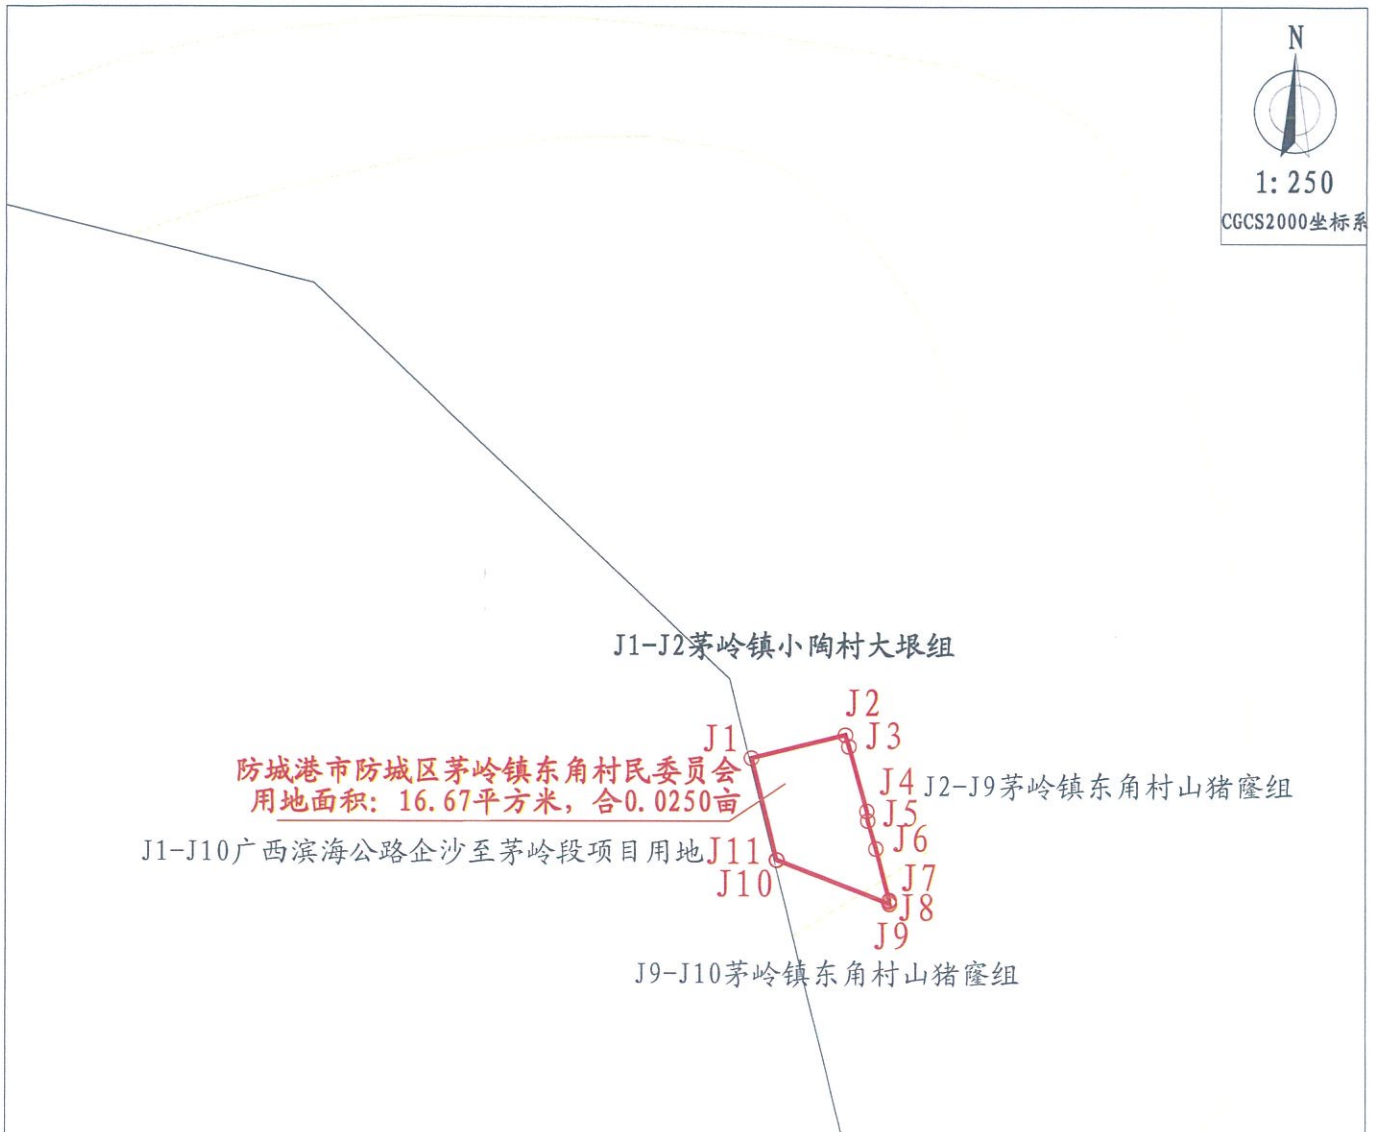 N
1:250
CGCS2000坐标系
J1-J2茅岭镇小陶村大垠组
J2
J1
J3
防城港市防城区茅岭镇东角村民委员会
用地面积：16.67平方米，合0.0250亩
J4
J2-J9茅岭镇东角村山猪窿组
J5
J6
J1-J10广西滨海公路企沙至茅岭段项目用地
J11
J10
J7
J8
J9
J9-J10茅岭镇东角村山猪窿组